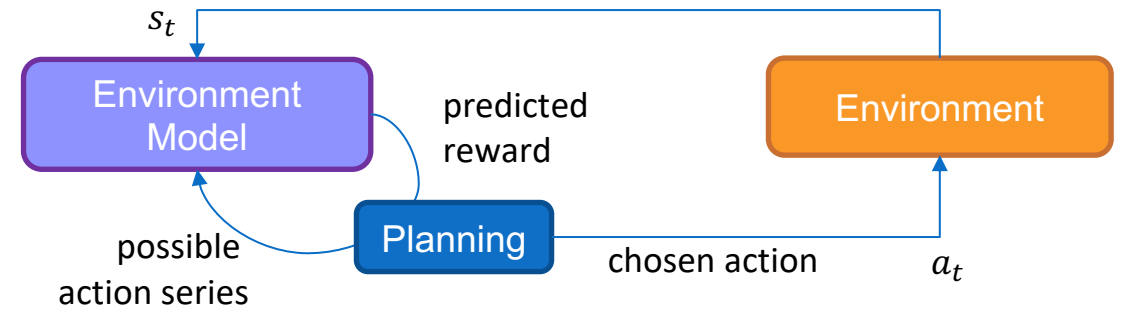 s_t
Environment
Model
predicted
reward
Environment
Planning
possible
action series
chosen action
a_t